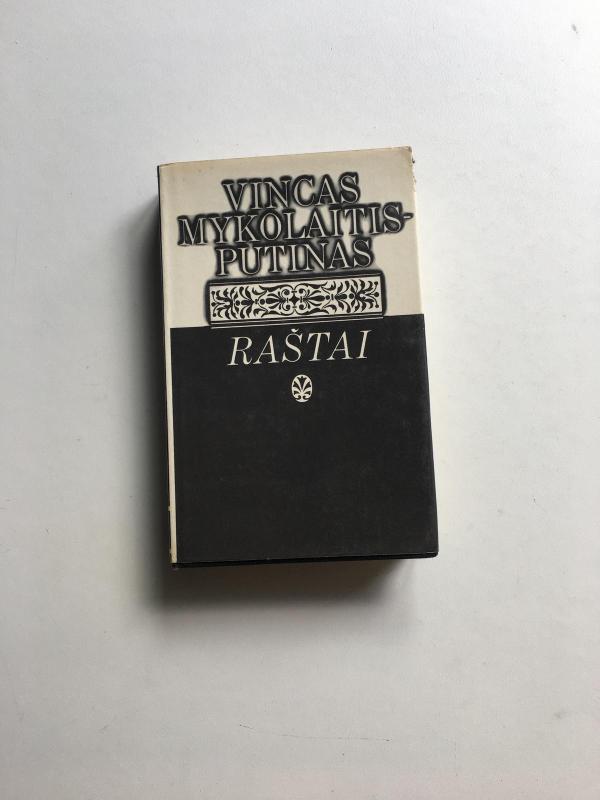 VINCAS
MYKOLAITIS-
PUTINAS
RAŠTAI